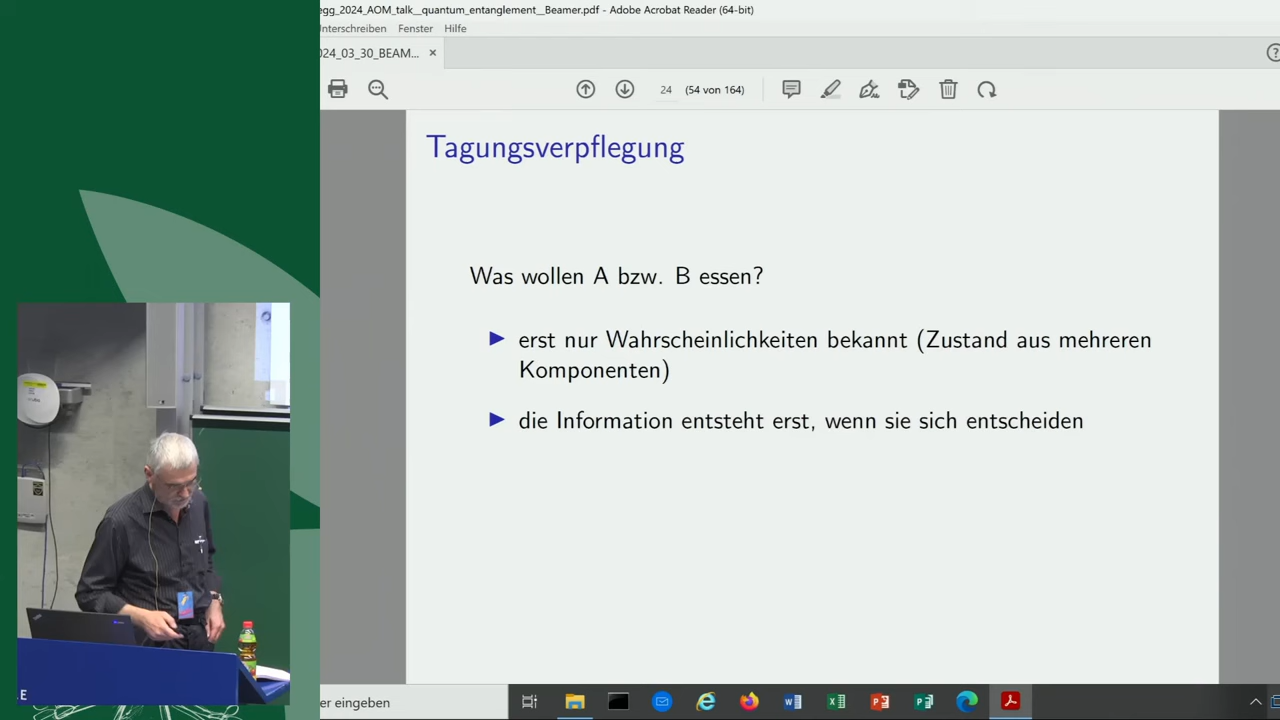 egg_2024_AOM_talk__quantum_entanglement__Beamer.pdf - Adobe Acrobat Reader (64-bit)
Unterschreiben Fenster Hilfe
024_03_30_BEAM... ×
24 (54 von 164)
Tagungsverpflegung
Was wollen A bzw. B essen?
erst nur Wahrscheinlichkeiten bekannt (Zustand aus mehreren
Komponenten)
die Information entsteht erst, wenn sie sich entscheiden
er eingeben
LE